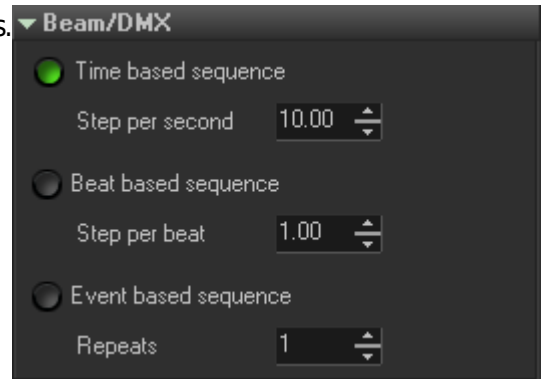 s.
Beam/DMX
Time based sequence
Step per second 10.00
Beat based sequence
Step per beat 1.00
Event based sequence
Repeats 1